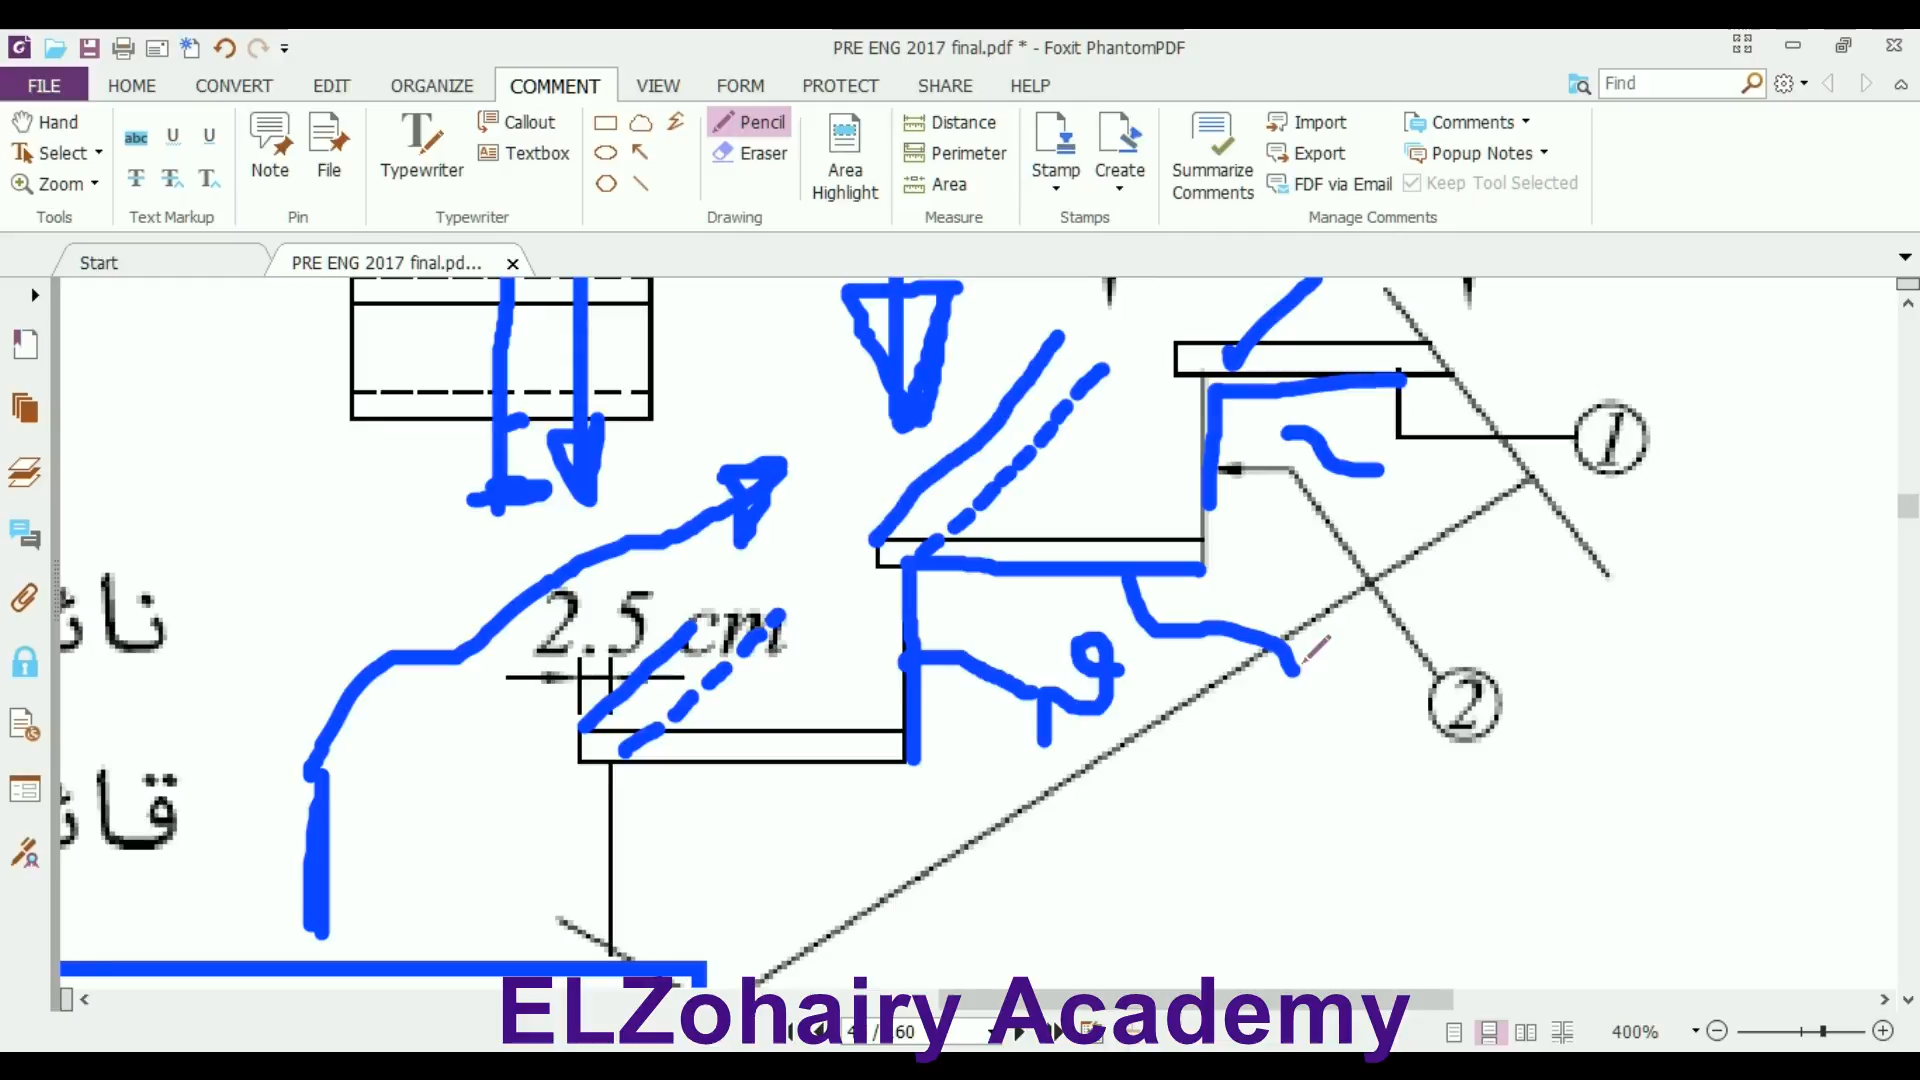 PRE ENG 2017 final.pdf * - Foxit PhantomPDF
FILE HOME CONVERT EDIT ORGANIZE COMMENT VIEW FORM PROTECT SHARE HELP Find
Hand
Select
Zoom
Tools
abc U U
T T T
Text Markup
Note File
Pin
Typewriter
Callout
Textbox
Typewriter
Pencil
Eraser
Area Highlight
Drawing
Distance
Perimeter
Area
Measure
Stamp Create
Stamps
Summarize Comments
Import
Export
FDF via Email
Comments
Popup Notes
Keep Tool Selected
Manage Comments
Start PRE ENG 2017 final.pd...
1
2.5 cm
2
ELZohairy Academy
400%